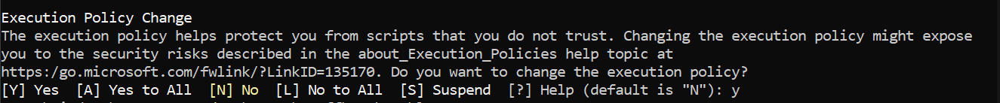 Execution Policy Change
The execution policy helps protect you from scripts that you do not trust. Changing the execution policy might expose
you to the security risks described in the about_Execution_Policies help topic at
https:/go.microsoft.com/fwlink/?LinkID=135170. Do you want to change the execution policy?
[Y] Yes  [A] Yes to All  [N] No  [L] No to All  [S] Suspend  [?] Help (default is "N"): y